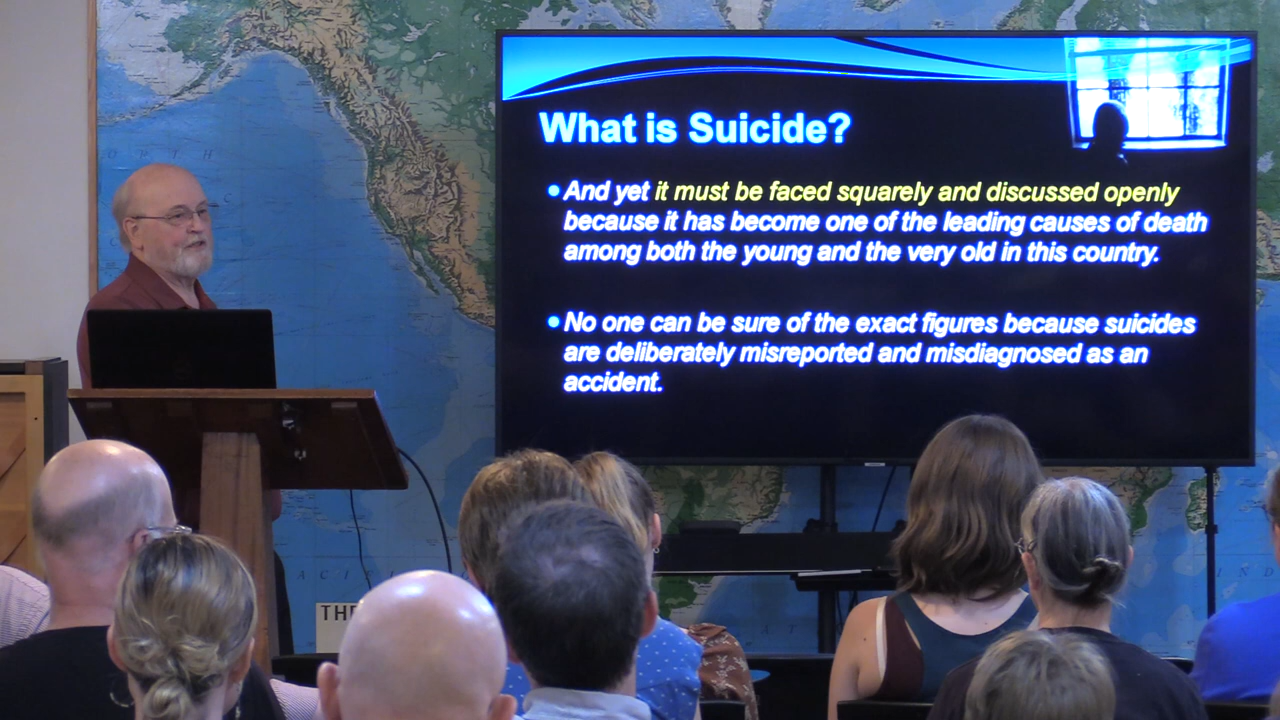 What is Suicide?
•And yet it must be faced squarely and discussed openly
because it has become one of the leading causes of death
among both the young and the very old in this country.
•No one can be sure of the exact figures because suicides
are deliberately misreported and misdiagnosed as an
accident.
THE